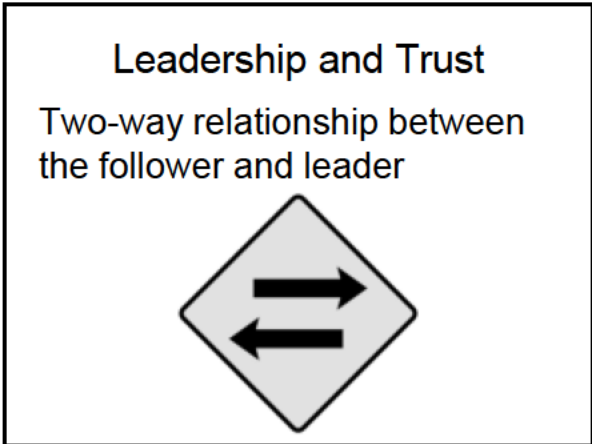 Leadership and Trust
Two-way relationship between
the follower and leader